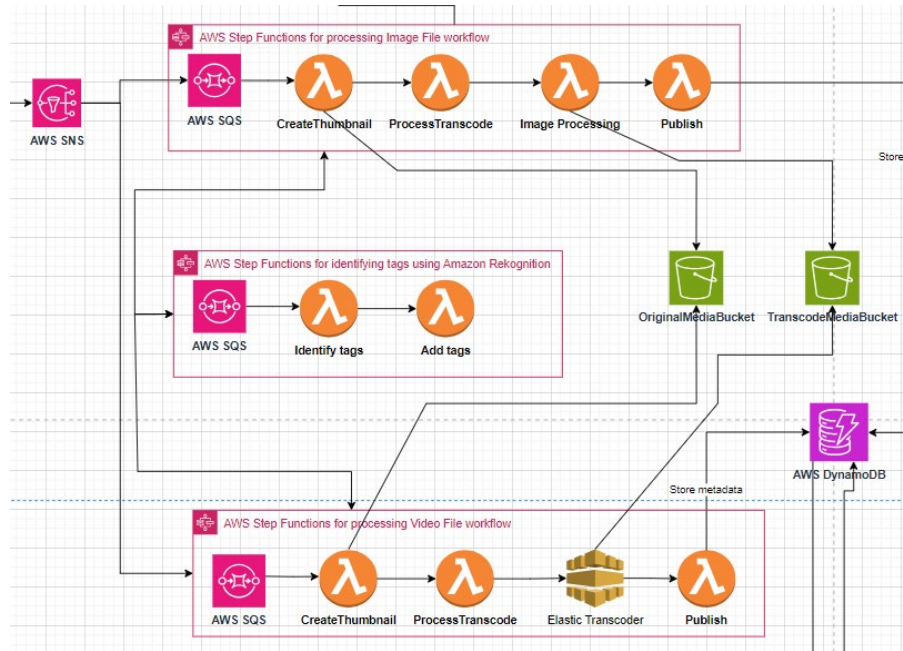 AWS Step Functions for processing Image File workflow
AWS SNS
AWS SQS
CreateThumbnail
ProcessTranscode
Image Processing
Publish
Store
AWS Step Functions for identifying tags using Amazon Rekognition
AWS SQS
Identify tags
Add tags
OriginalMediaBucket
TranscodeMediaBucket
AWS DynamoDB
Store metadata
AWS Step Functions for processing Video File workflow
AWS SQS
CreateThumbnail
ProcessTranscode
Elastic Transcoder
Publish